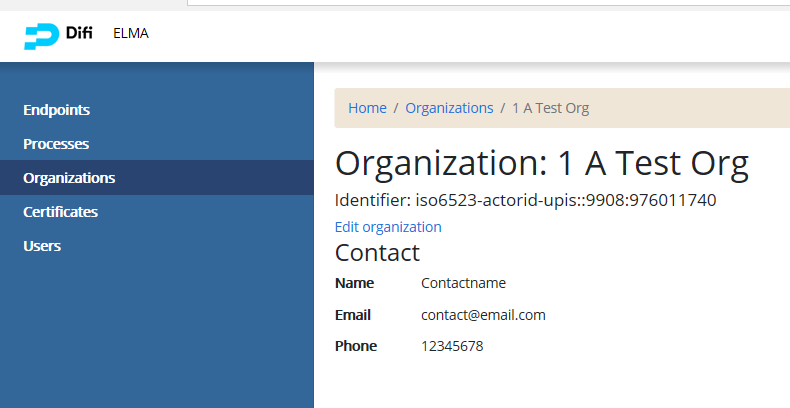 Difi ELMA
Endpoints
Processes
Organizations
Certificates
Users
Home / Organizations / 1 A Test Org
Organization: 1 A Test Org
Identifier: iso6523-actorid-upis::9908:976011740
Edit organization
Contact
Name Contactname
Email contact@email.com
Phone 12345678